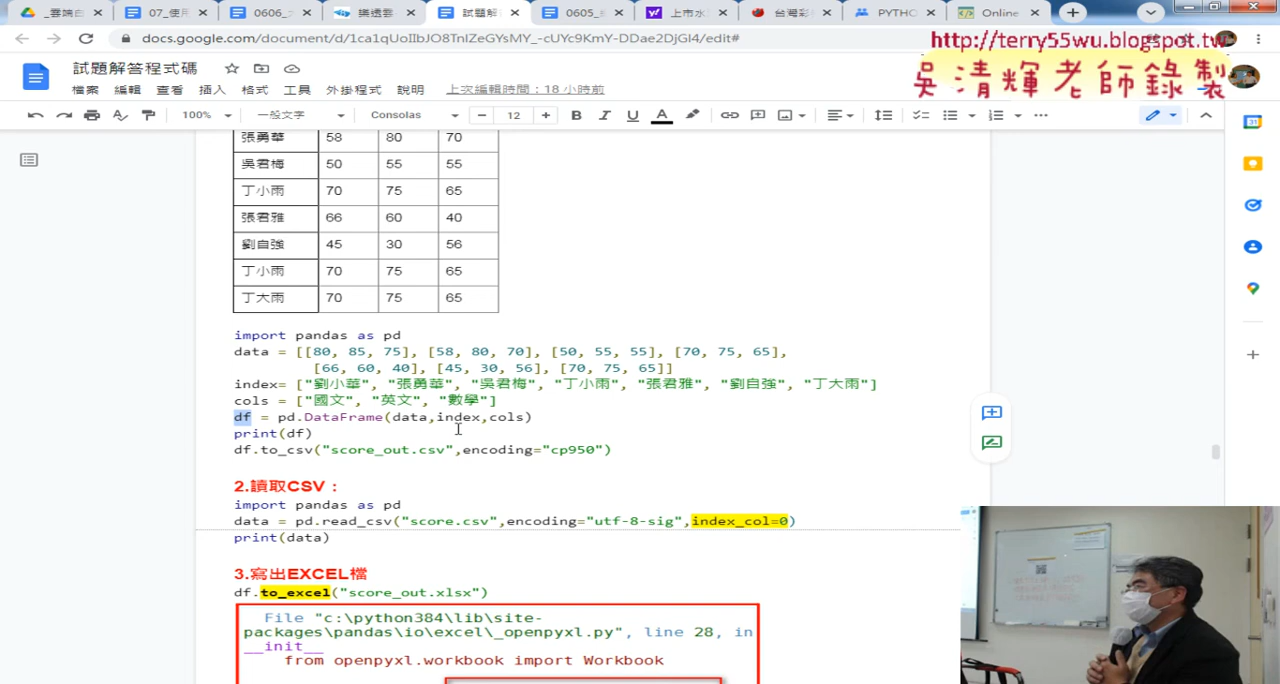 _雲端白
07_使用
0606_
樂透雲
試題解
0605_
上市水
台灣彩
PYTHO
Online
docs.google.com/document/d/1ca1qUoIIbJO8TnIZeGYsMY_-cUYc9KmY-DDae2DjGl4/edit#
http://terry55wu.blogspot.tw
吳清輝老師錄製
試題解答程式碼
檔案 編輯 查看 插入 格式 工具 外掛程式 說明 上次編輯時間：18 小時前
100% 一般文字 Consolas 12 B I U A
張勇華 58 80 70
吳君梅 50 55 55
丁小雨 70 75 65
張君雅 66 60 40
劉自強 45 30 56
丁小雨 70 75 65
丁大雨 70 75 65
import pandas as pd
data = [[80, 85, 75], [58, 80, 70], [50, 55, 55], [70, 75, 65],
[66, 60, 40], [45, 30, 56], [70, 75, 65]]
index= ["劉小華", "張勇華", "吳君梅", "丁小雨", "張君雅", "劉自強", "丁大雨"]
cols = ["國文", "英文", "數學"]
df = pd.DataFrame(data,index,cols)
print(df)
df.to_csv("score_out.csv",encoding="cp950")
2.讀取CSV：
import pandas as pd
data = pd.read_csv("score.csv",encoding="utf-8-sig",index_col=0)
print(data)
3.寫出EXCEL檔
df.to_excel("score_out.xlsx")
File "c:\python384\lib\site-
packages\pandas\io\excel\_openpyxl.py", line 28, in
__init__
from openpyxl.workbook import Workbook